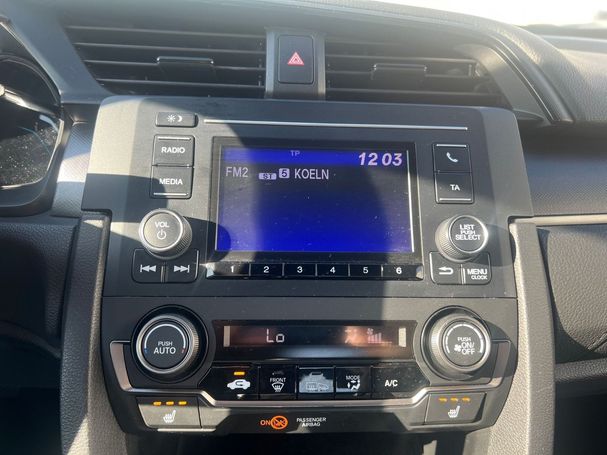 TP
12 03
FM2 ST 5 KOELN
RADIO
MEDIA
TA
VOL
LIST
PUSH
SELECT
MENU
CLOCK
1 2 3 4 5 6
PUSH
AUTO
Lo
PUSH
ON/
OFF
FRONT
MODE
A/C
ON
PASSENGER
AIRBAG